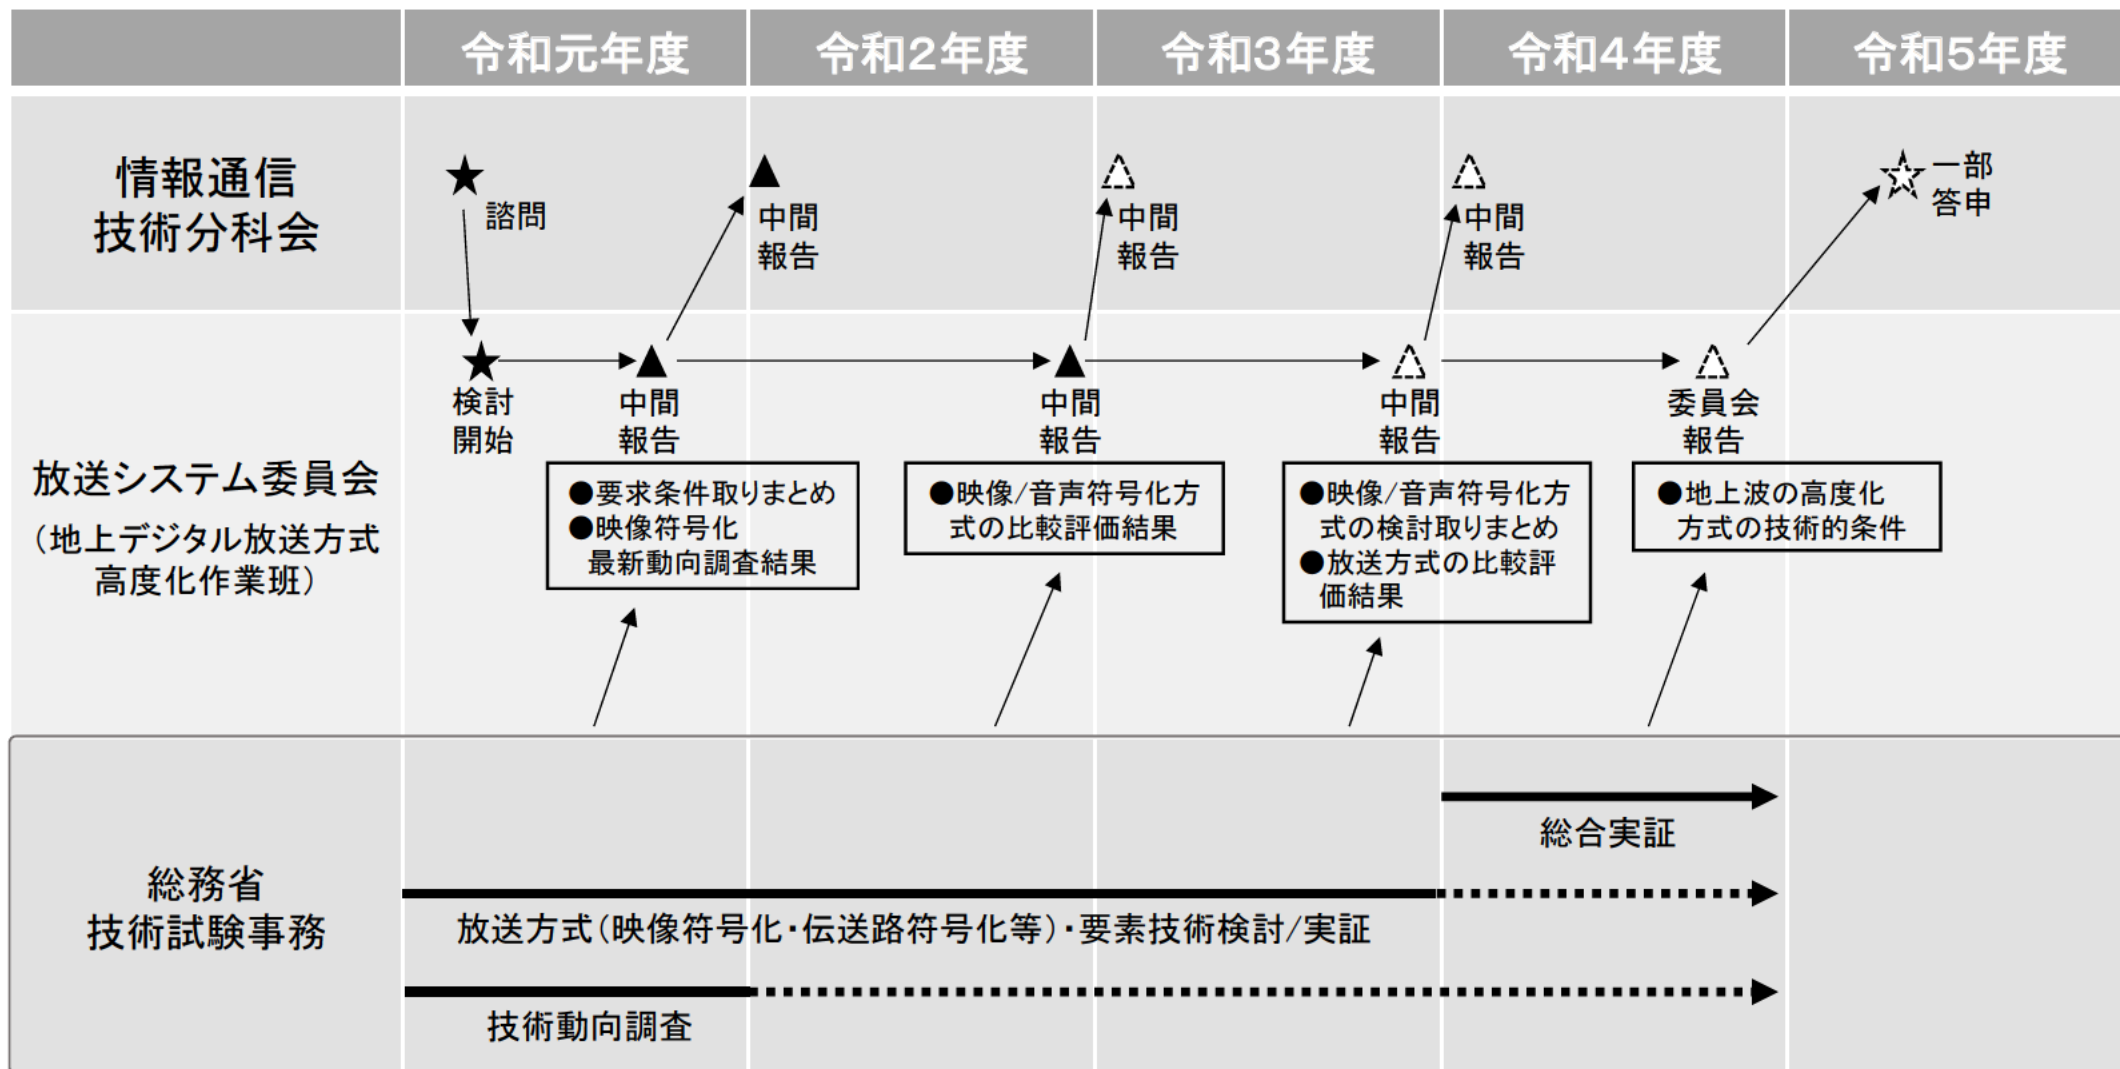 令和元年度
令和2年度
令和3年度
令和4年度
令和5年度
情報通信
技術分科会
諮問
中間
報告
中間
報告
中間
報告
一部
答申
放送システム委員会
（地上デジタル放送方式
高度化作業班）
検討
開始
中間
報告
●要求条件取りまとめ
●映像符号化
最新動向調査結果
中間
報告
●映像/音声符号化方
式の比較評価結果
中間
報告
●映像/音声符号化方
式の検討取りまとめ
●放送方式の比較評
価結果
委員会
報告
●地上波の高度化
方式の技術的条件
総務省
技術試験事務
総合実証
放送方式（映像符号化・伝送路符号化等）・要素技術検討/実証
技術動向調査